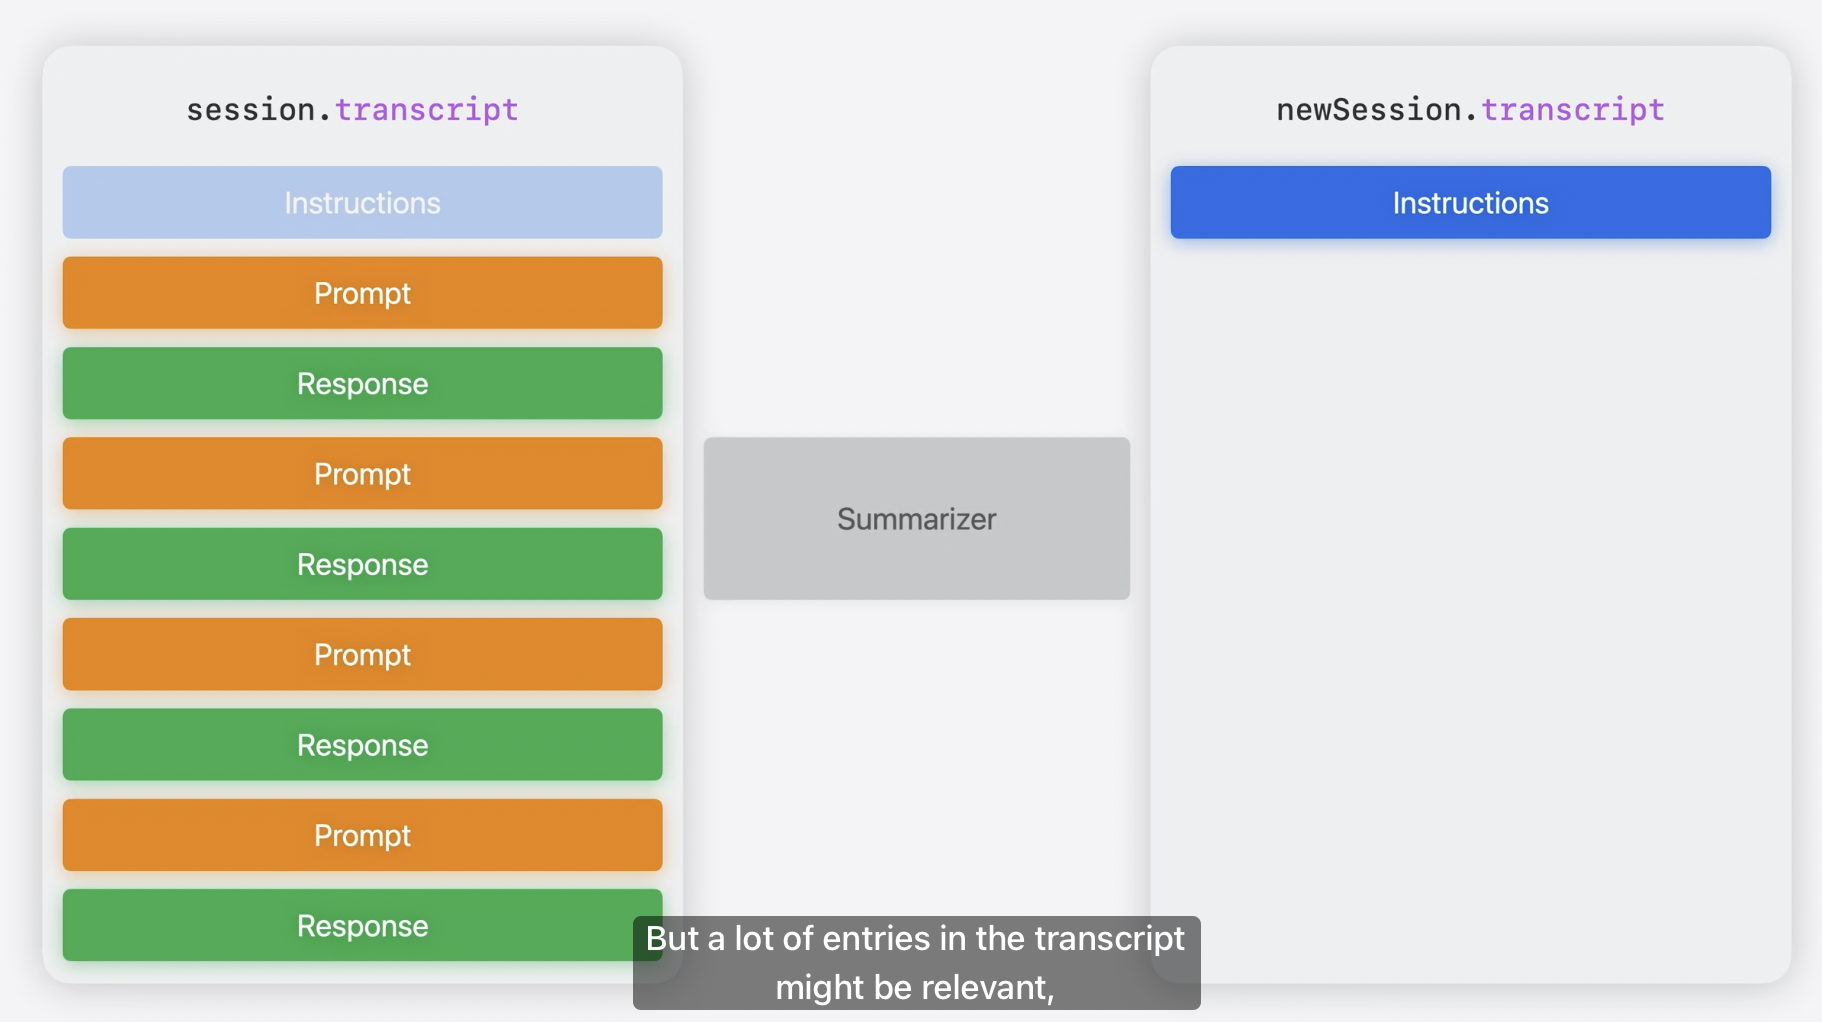 session.transcript
Instructions
Prompt
Response
Prompt
Response
Prompt
Response
Prompt
Response
Summarizer
newSession.transcript
Instructions
But a lot of entries in the transcript
might be relevant,